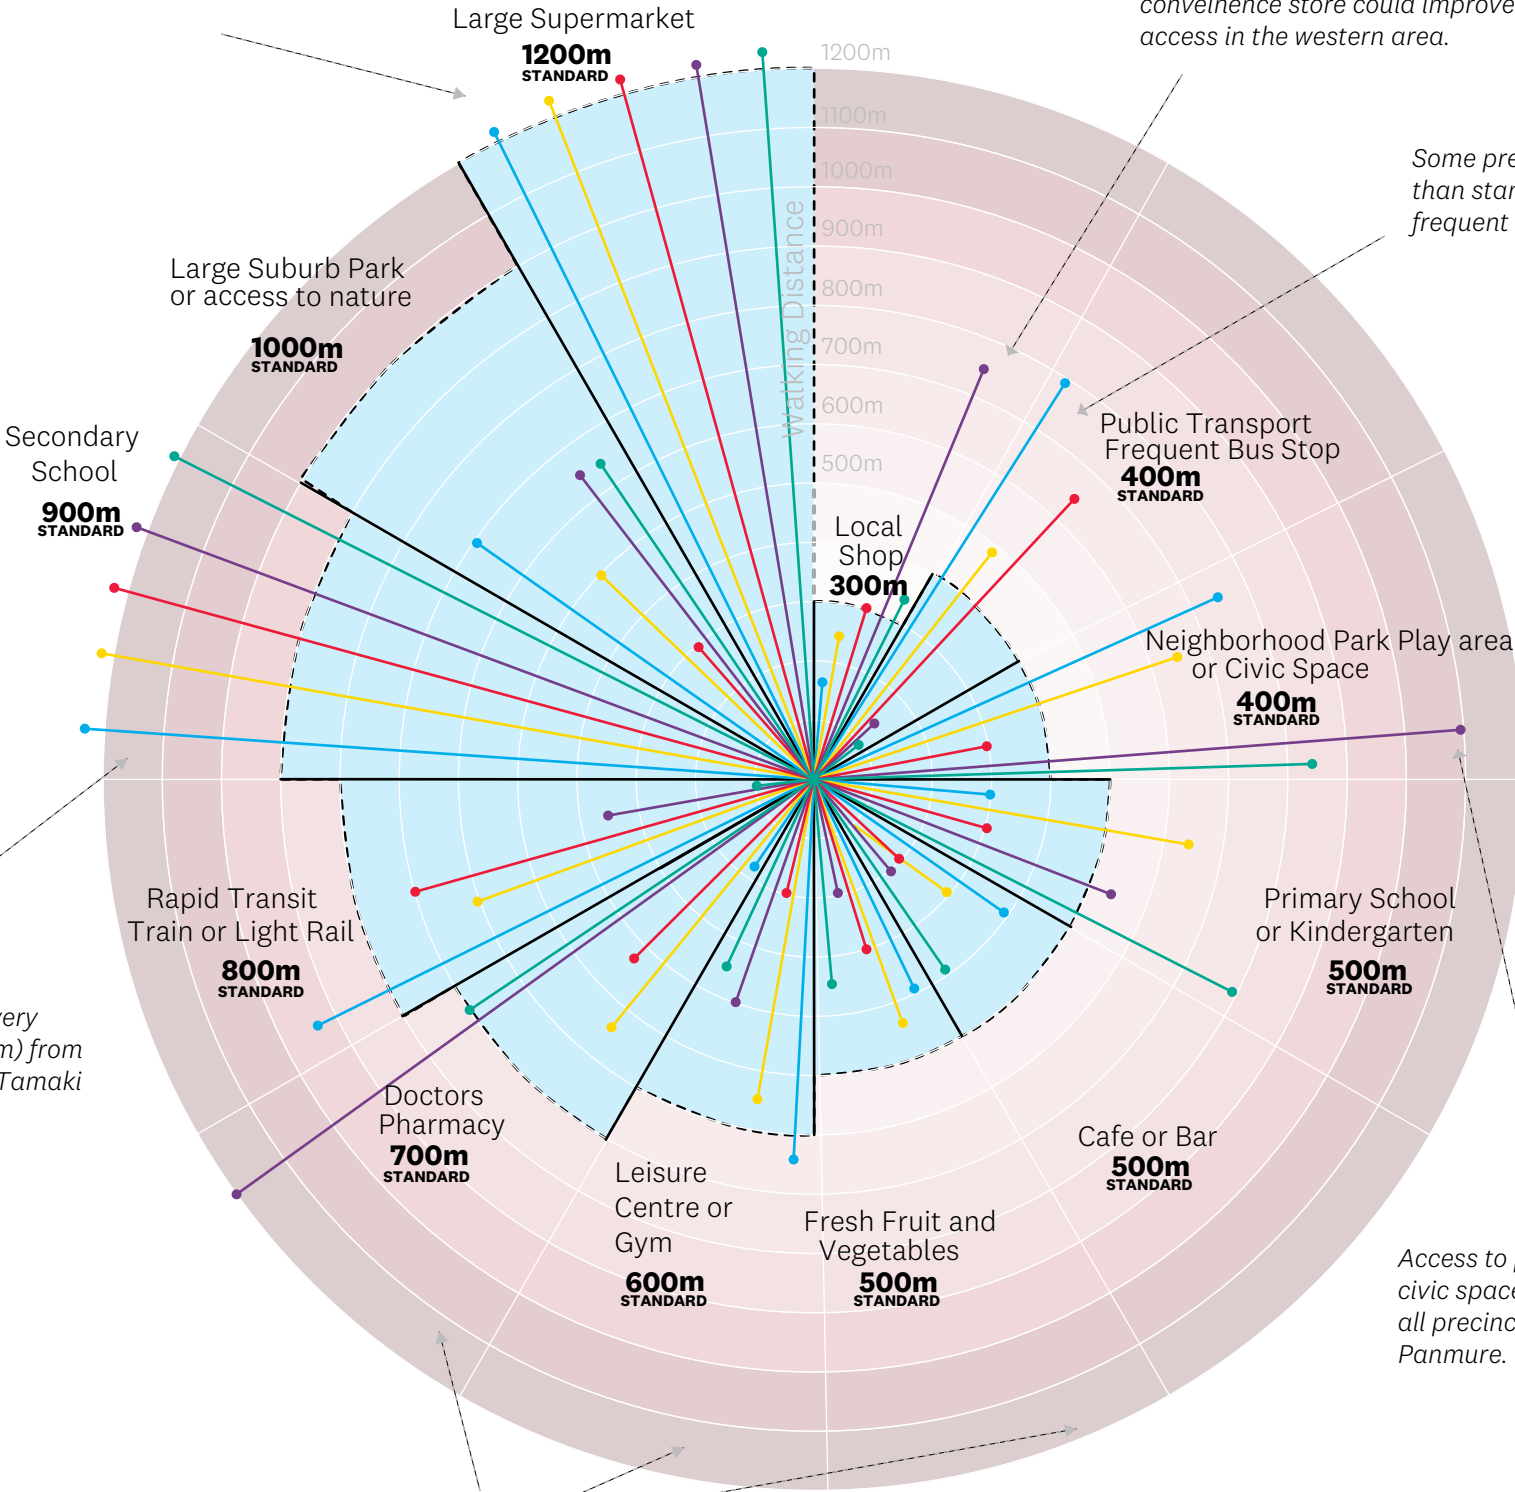 conveinence store could improve
access in the western area.
Large Supermarket
1200m
STANDARD
1200m
1100m
1000m
900m
800m
700m
600m
500m
Walking Distance
Some pre
than star
frequent
Large Suburb Park
or access to nature
1000m
STANDARD
Public Transport
Frequent Bus Stop
400m
STANDARD
Secondary
School
900m
STANDARD
Local
Shop
300m
Neighborhood Park Play area
or Civic Space
400m
STANDARD
Rapid Transit
Train or Light Rail
800m
STANDARD
Primary School
or Kindergarten
500m
STANDARD
ery
m) from
Tamaki
Doctors
Pharmacy
700m
STANDARD
Cafe or Bar
500m
STANDARD
Leisure
Centre or
Gym
600m
STANDARD
Fresh Fruit and
Vegetables
500m
STANDARD
Access to
civic space
all precinc
Panmure.